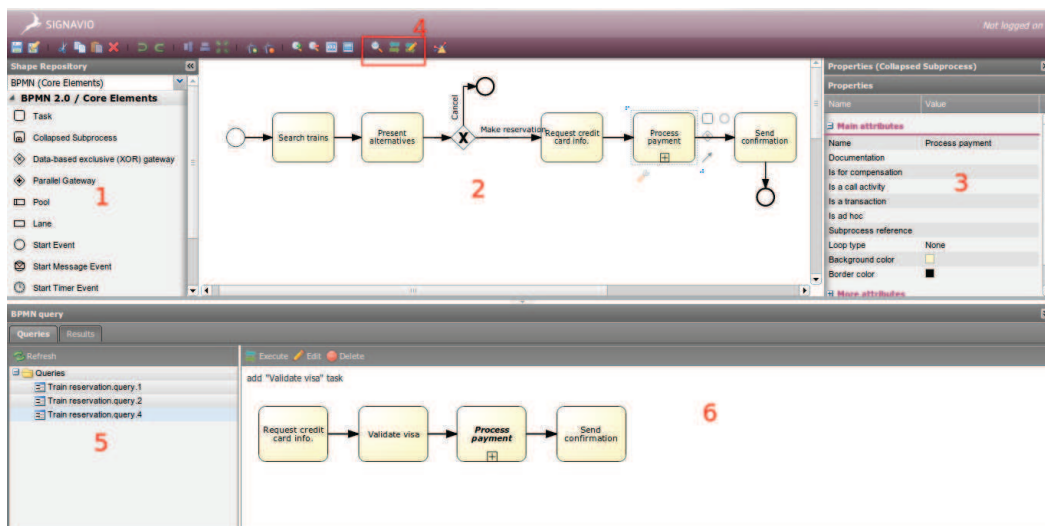 SIGNAVIO
Not logged on
4
Shape Repository
BPMN (Core Elements)
BPMN 2.0 / Core Elements
Task
Collapsed Subprocess
Data-based exclusive (XOR) gateway
Parallel Gateway
Pool
Lane
Start Event
Start Message Event
Start Timer Event
1
Search trains
Present
alternatives
Cancel
X
Make reservation
Request credit
card info.
Process
payment
Send
confirmation
2
Properties (Collapsed Subprocess)
Properties
Name Value
Main attributes
Name Process payment
Documentation
Is for compensation
Is a call activity
Is a transaction
Is ad hoc
Subprocess reference
Loop type None
Background color
Border color
More attributes
3
BPMN query
Queries Results
Refresh
Queries
Train reservation.query.1
Train reservation.query.2
Train reservation.query.4
5
Execute Edit Delete
add "Validate visa" task
Request credit
card info.
Validate visa
Process
payment
Send
confirmation
6